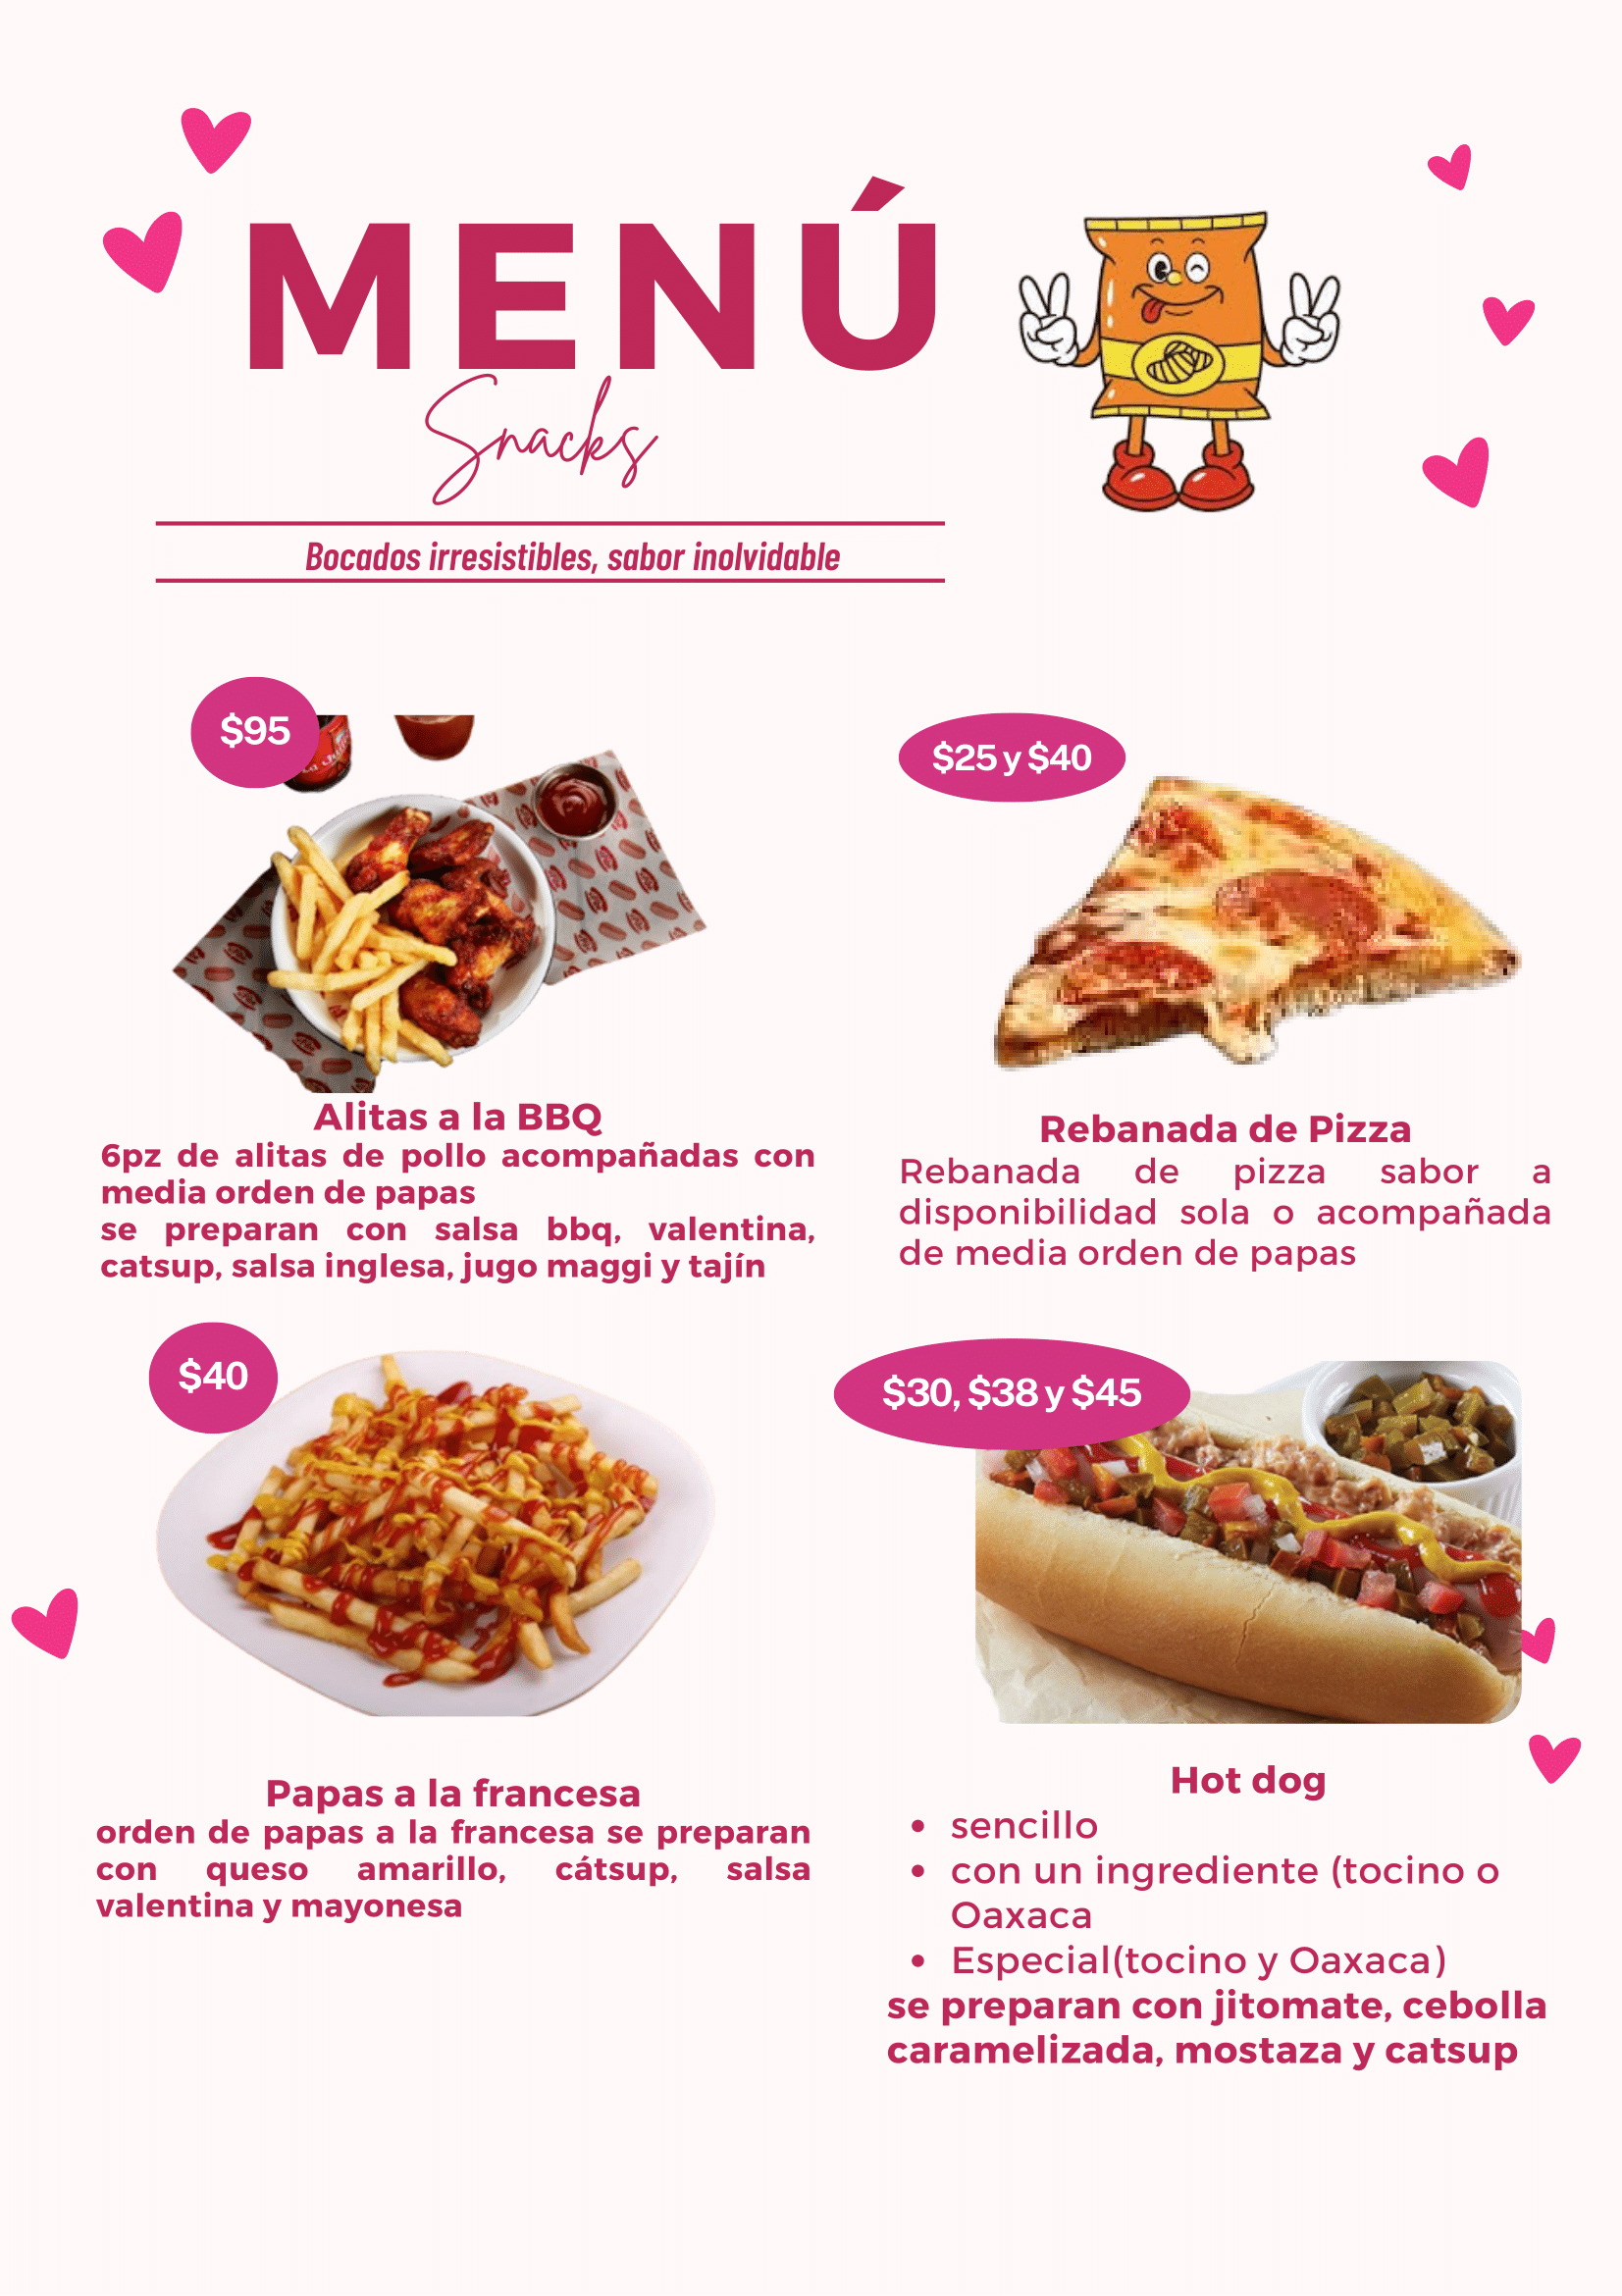 MENÚ
Snacks
Bocados irresistibles, sabor inolvidable
$95
Alitas a la BBQ
6pz de alitas de pollo acompañadas con
media orden de papas
se preparan con salsa bbq, valentina,
catsup, salsa inglesa, jugo maggi y tajín
$25 y $40
Rebanada de Pizza
Rebanada de pizza sabor a
disponibilidad sola o acompañada
de media orden de papas
$40
Papas a la francesa
orden de papas a la francesa se preparan
con queso amarillo, cátsup, salsa
valentina y mayonesa
$30, $38 y $45
Hot dog
• sencillo
• con un ingrediente (tocino o
Oaxaca
• Especial(tocino y Oaxaca)
se preparan con jitomate, cebolla
caramelizada, mostaza y catsup